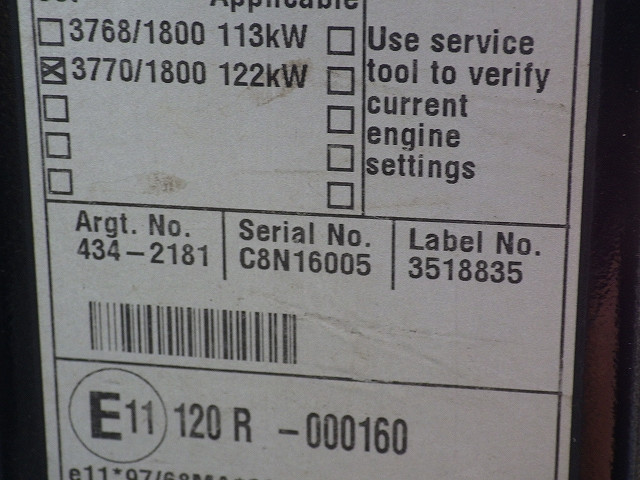 Applicable
3768/1800 113kW
3770/1800 122kW
Use service
tool to verify
current
engine
settings
Argt. No.
434-2181
Serial No.
C8N16005
Label No.
3518835
E11 120 R -000160